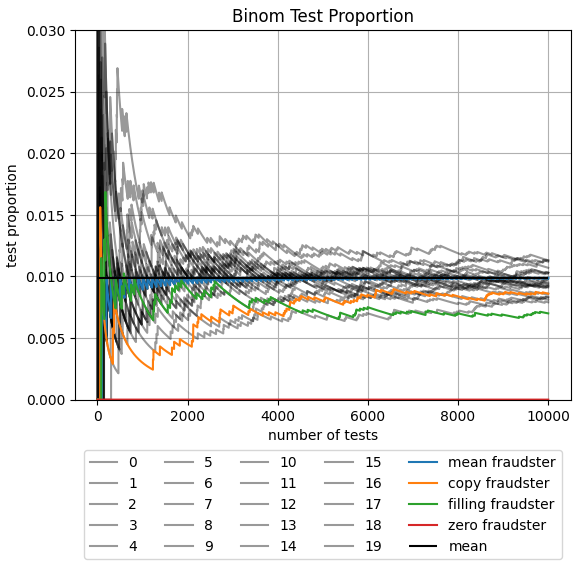 Binom Test Proportion
0.030
0.025
0.020
0.015
0.010
0.005
0.000
test proportion
0 2000 4000 6000 8000 10000
number of tests
0 5 10 15 mean fraudster
1 6 11 16 copy fraudster
2 7 12 17 filling fraudster
3 8 13 18 zero fraudster
4 9 14 19 mean